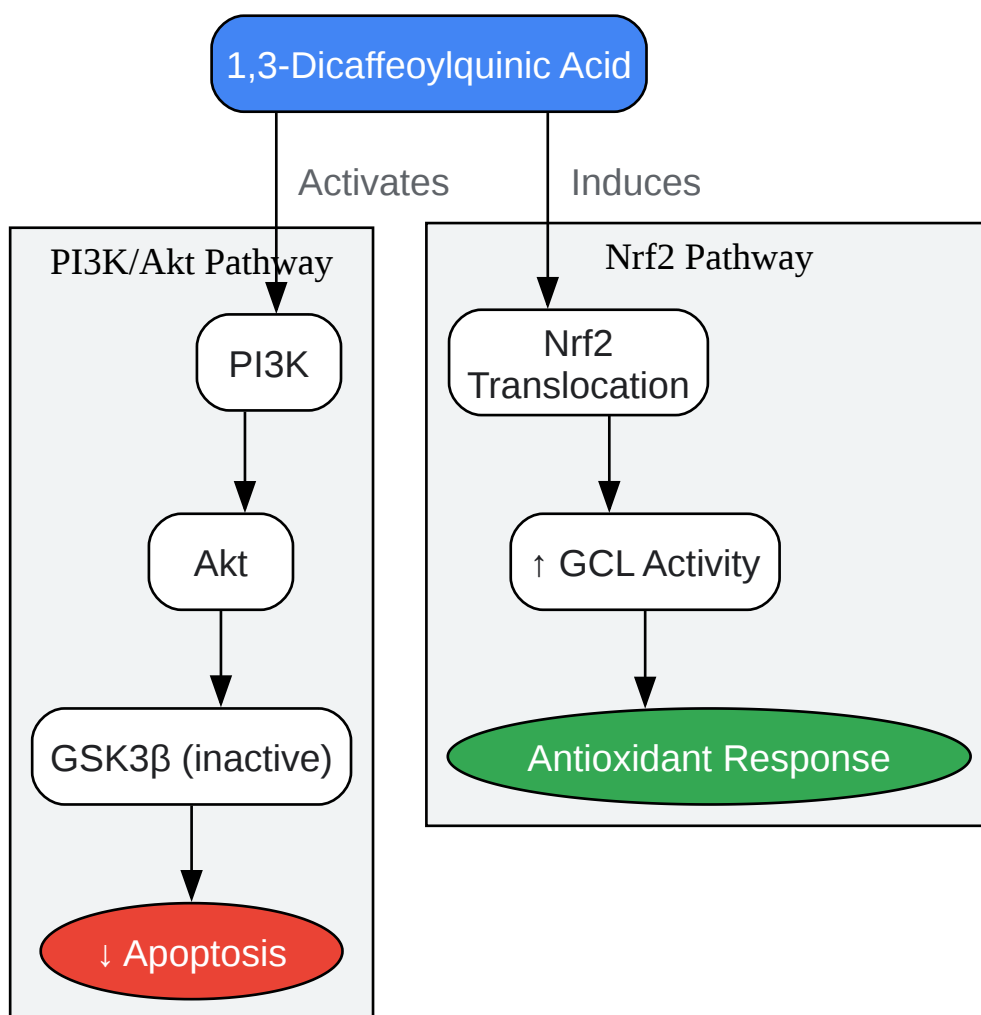 1,3-Dicaffeoylquinic Acid
Activates
Induces
PI3K/Akt Pathway
PI3K
Akt
GSK3β (inactive)
↓ Apoptosis
Nrf2 Pathway
Nrf2
Translocation
↑ GCL Activity
Antioxidant Response